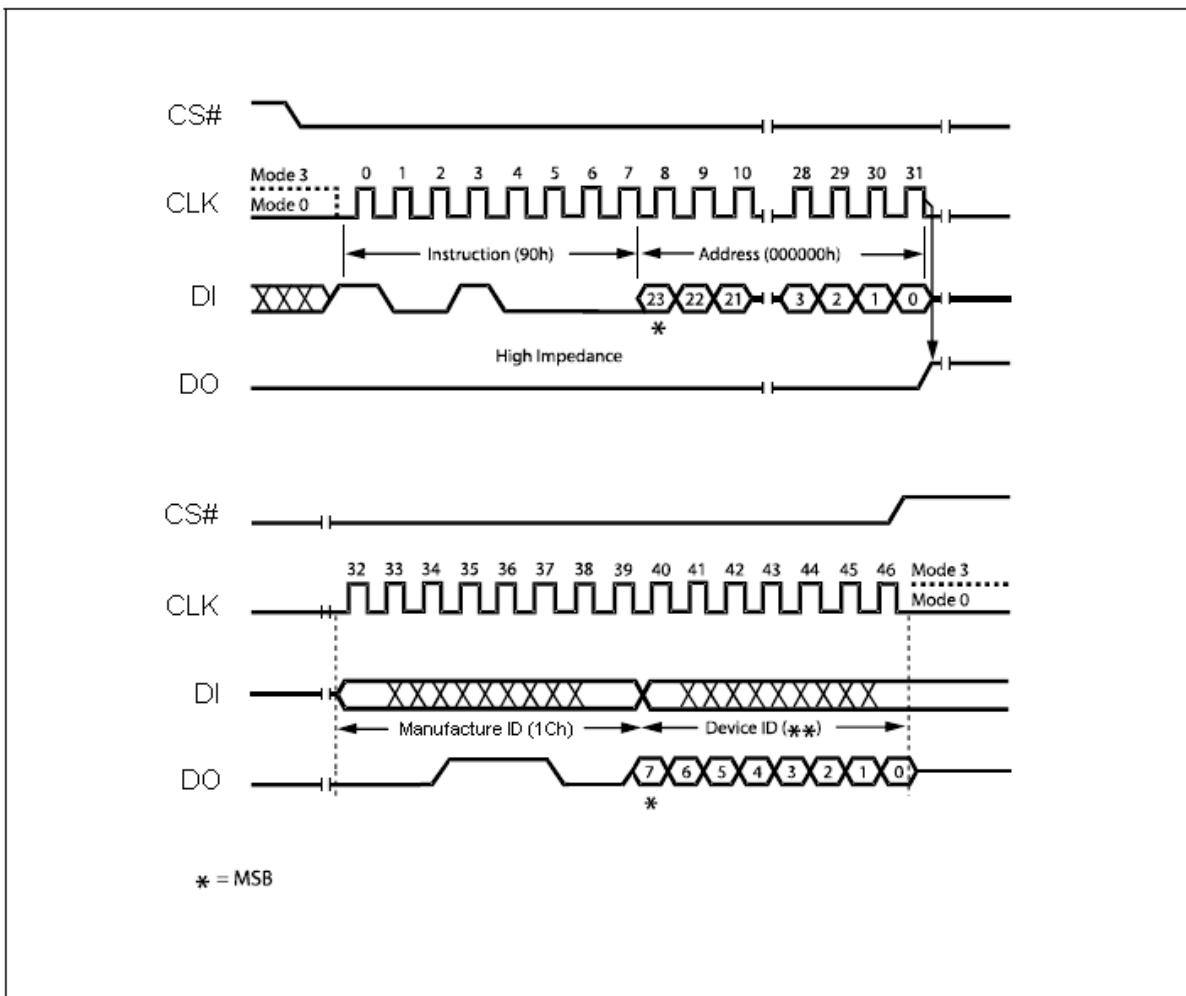 CS#
Mode 3
0 1 2 3 4 5 6 7 8 9 10 28 29 30 31
CLK
Mode 0
Instruction (90h) Address (000000h)
DI
23 22 21 3 2 1 0
*
High Impedance
DO
CS#
32 33 34 35 36 37 38 39 40 41 42 43 44 45 46 Mode 3
CLK
Mode 0
DI
Manufacture ID (1Ch) Device ID (**)
DO
7 6 5 4 3 2 1 0
*
* = MSB